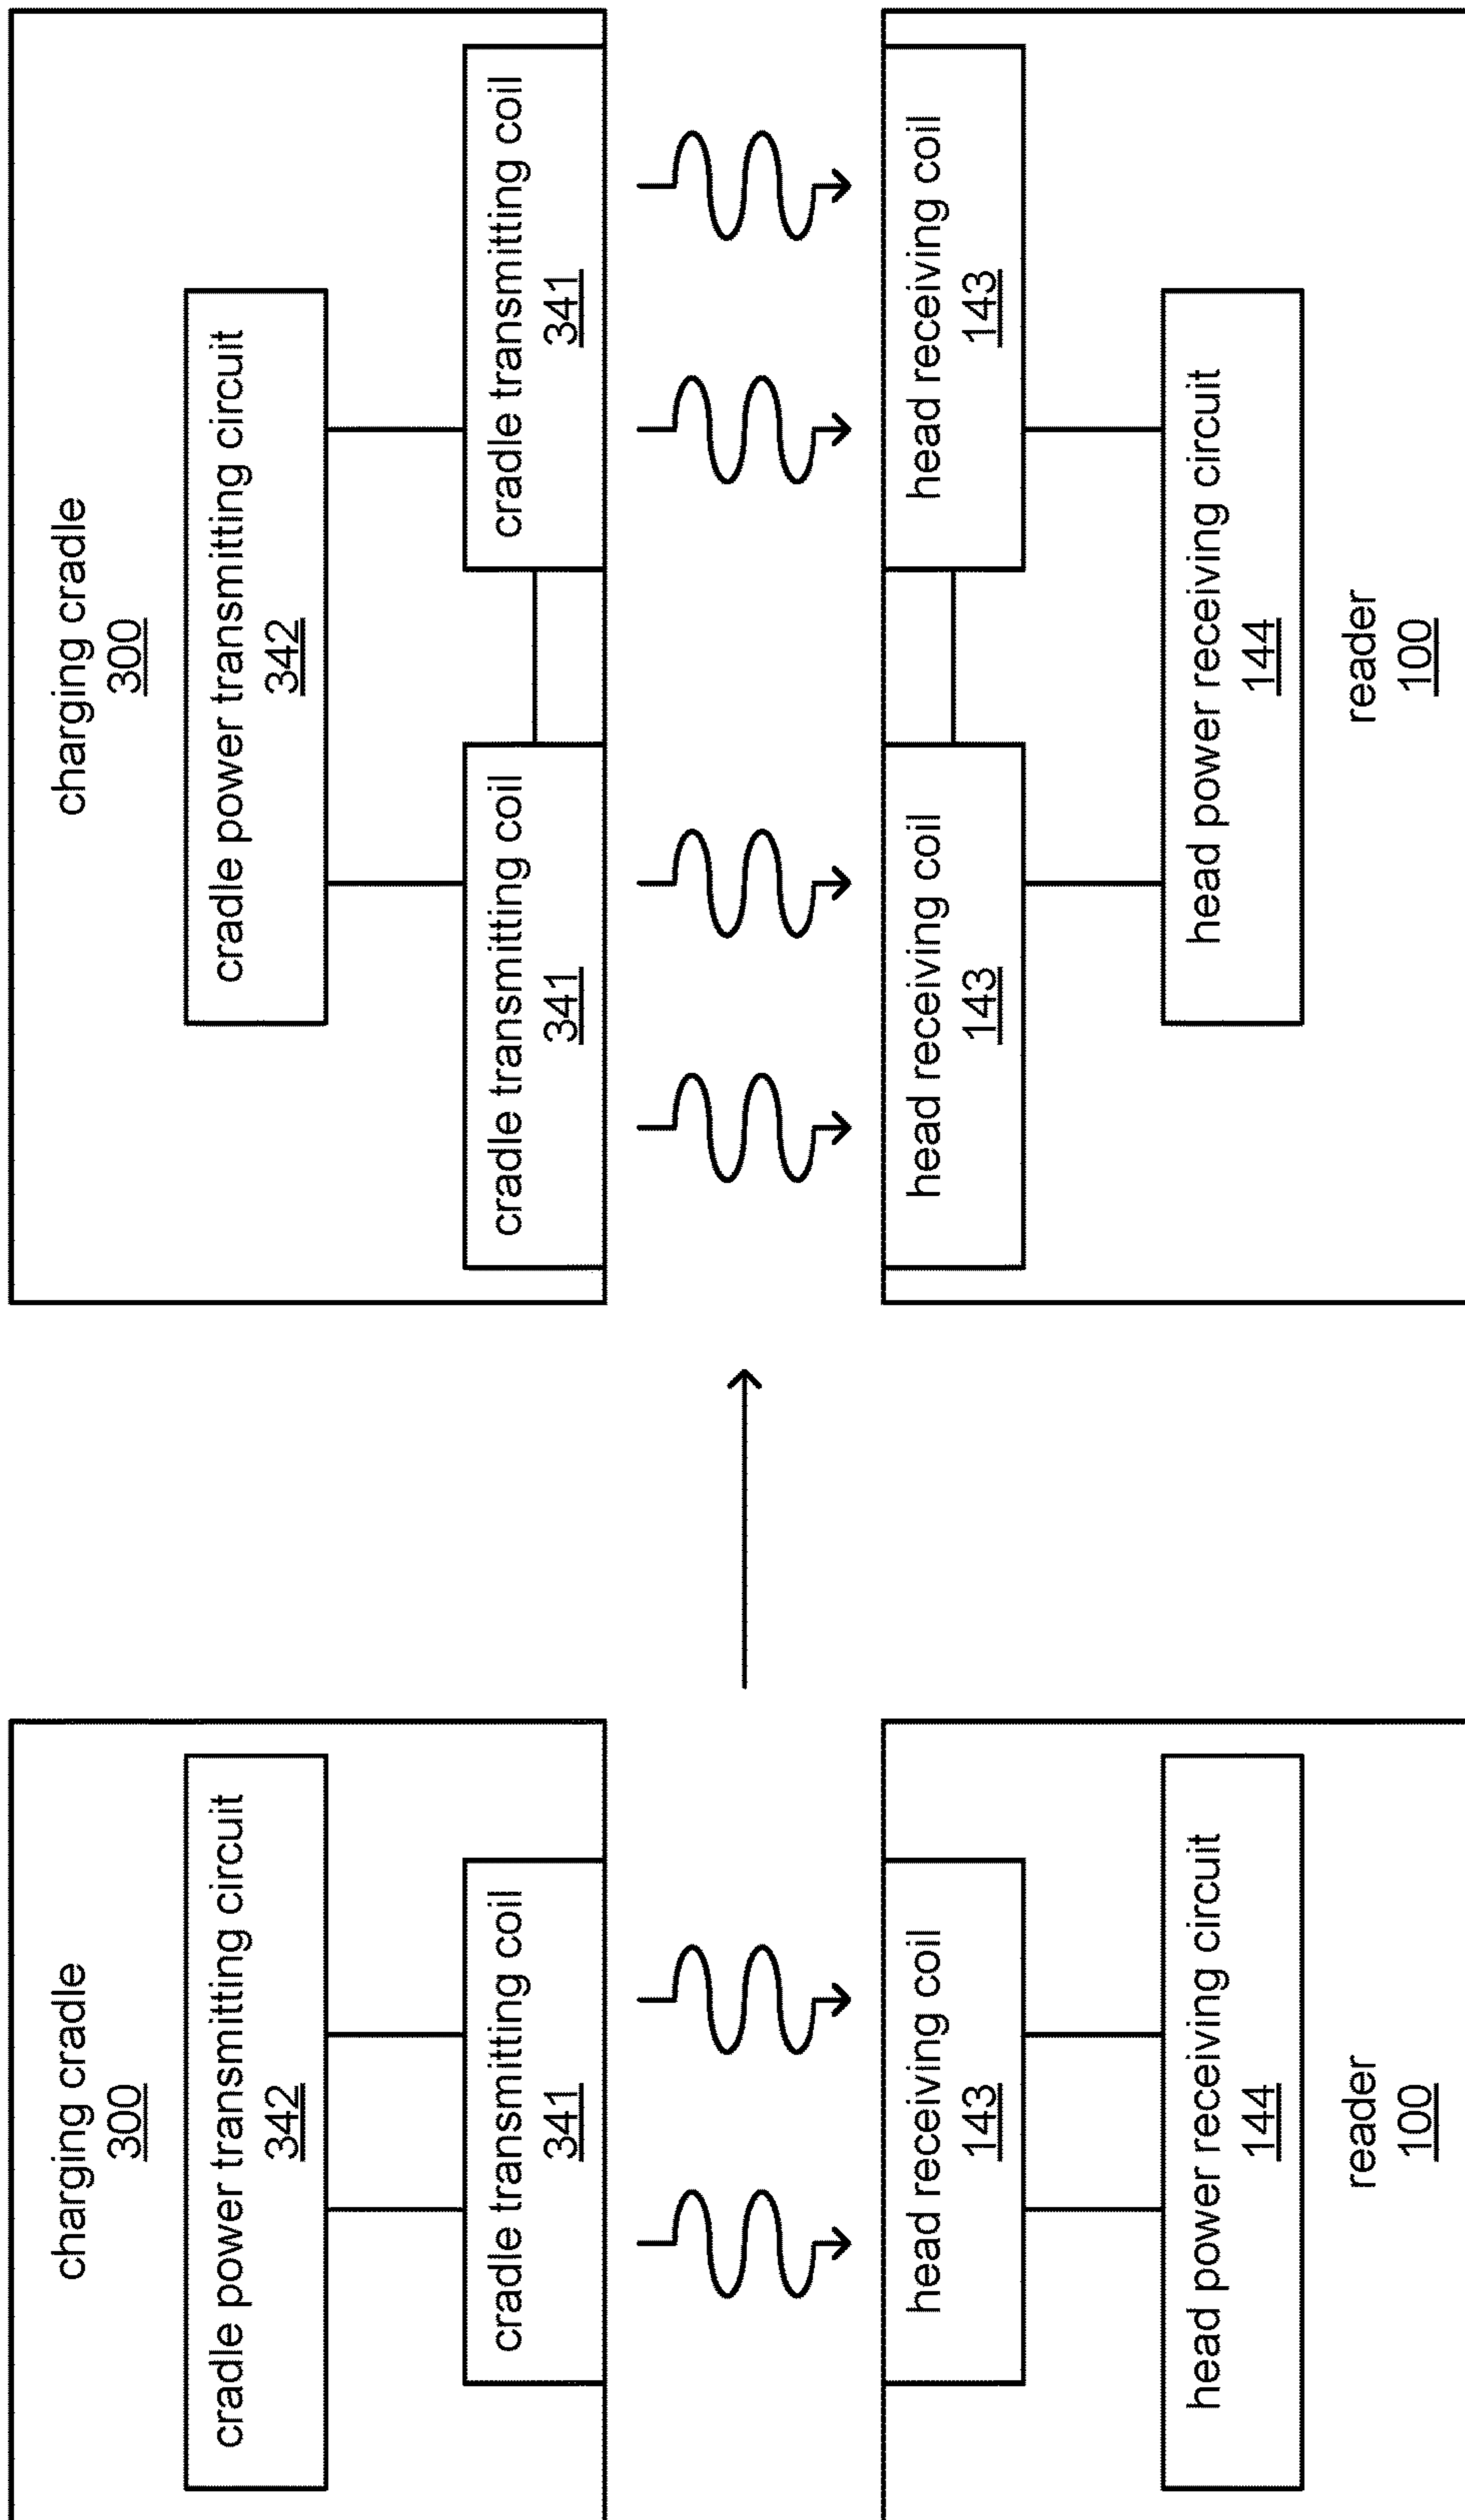 charging cradle
300
cradle power transmitting circuit
342
cradle transmitting coil
341
head receiving coil
143
head power receiving circuit
144
reader
100
charging cradle
300
cradle power transmitting circuit
342
cradle transmitting coil
341
cradle transmitting coil
341
head receiving coil
143
head receiving coil
143
head power receiving circuit
144
reader
100